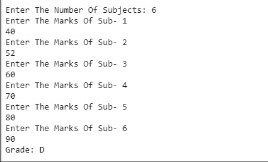 Enter The Number Of Subjects: 6
Enter The Marks Of Sub- 1
40
Enter The Marks Of Sub- 2
52
Enter The Marks Of Sub- 3
60
Enter The Marks Of Sub- 4
70
Enter The Marks Of Sub- 5
80
Enter The Marks Of Sub- 6
90
Grade: D